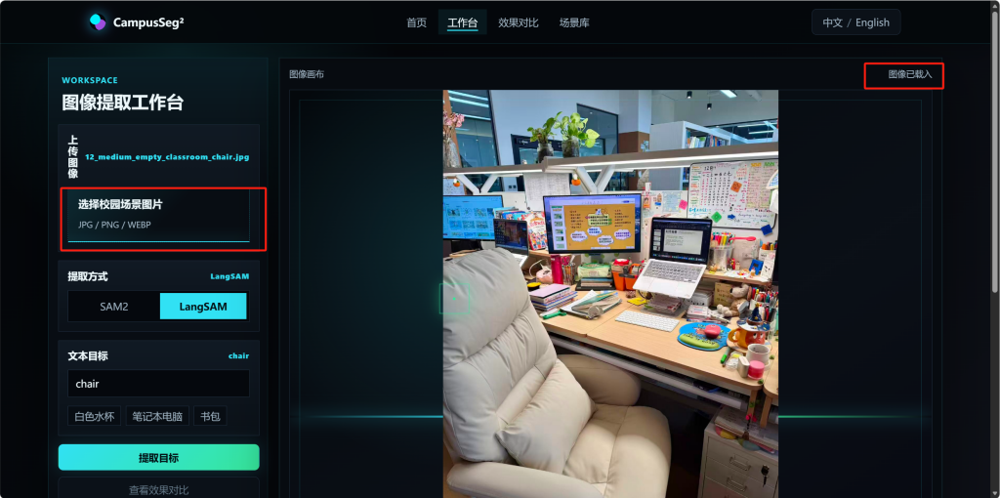 CampusSeg²
首页 工作台 效果对比 场景库
中文 / English
WORKSPACE
图像提取工作台
上传图像
12_medium_empty_classroom_chair.jpg
选择校园场景图片
JPG / PNG / WEBP
提取方式 LangSAM
SAM2 LangSAM
文本目标 chair
chair
白色水杯 笔记本电脑 书包
提取目标
查看效果对比
图像画布 图像已载入